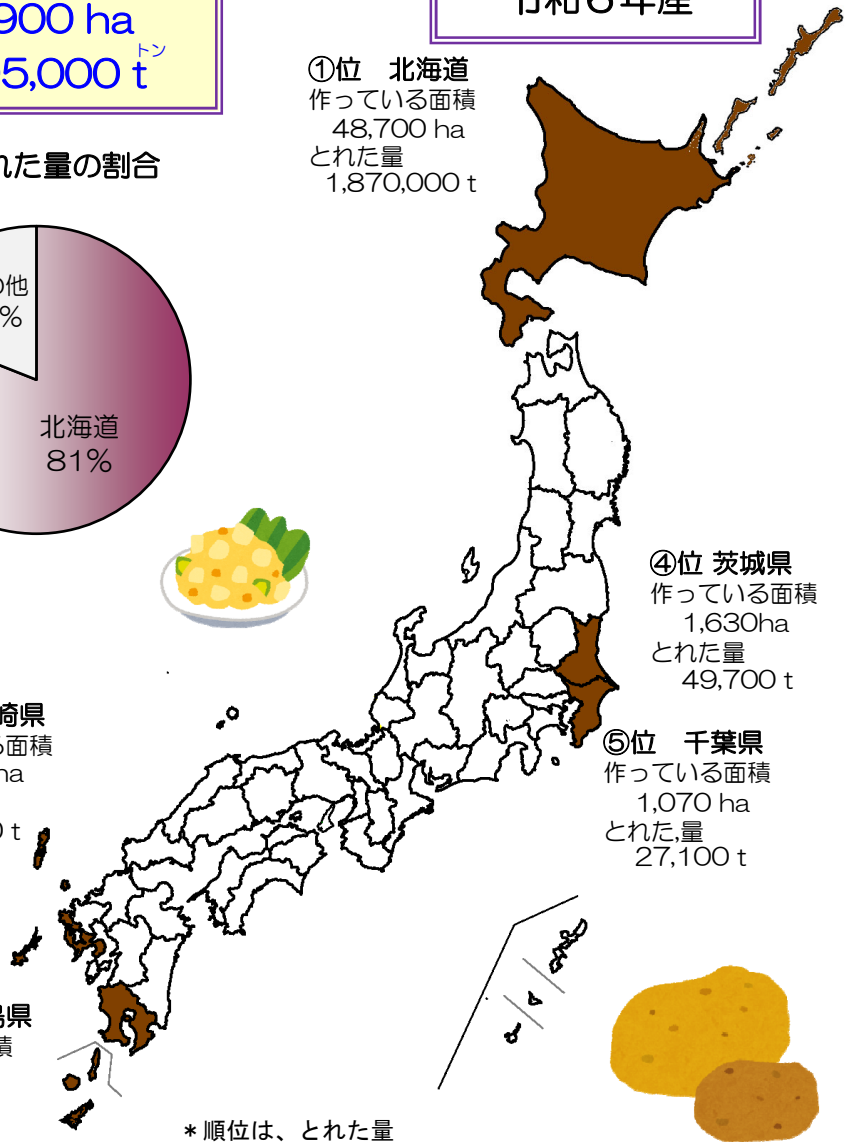 900 ha
トン
5,000 t
令和６年産
①位　北海道
作っている面積
48,700 ha
とれた量
1,870,000 t
れた量の割合
の他
%
北海道
81%
④位 茨城県
作っている面積
1,630ha
とれた量
49,700 t
⑤位　千葉県
作っている面積
1,070 ha
とれた,量
27,100 t
崎県
る面積
ha
t
島県
積
＊順位は、とれた量